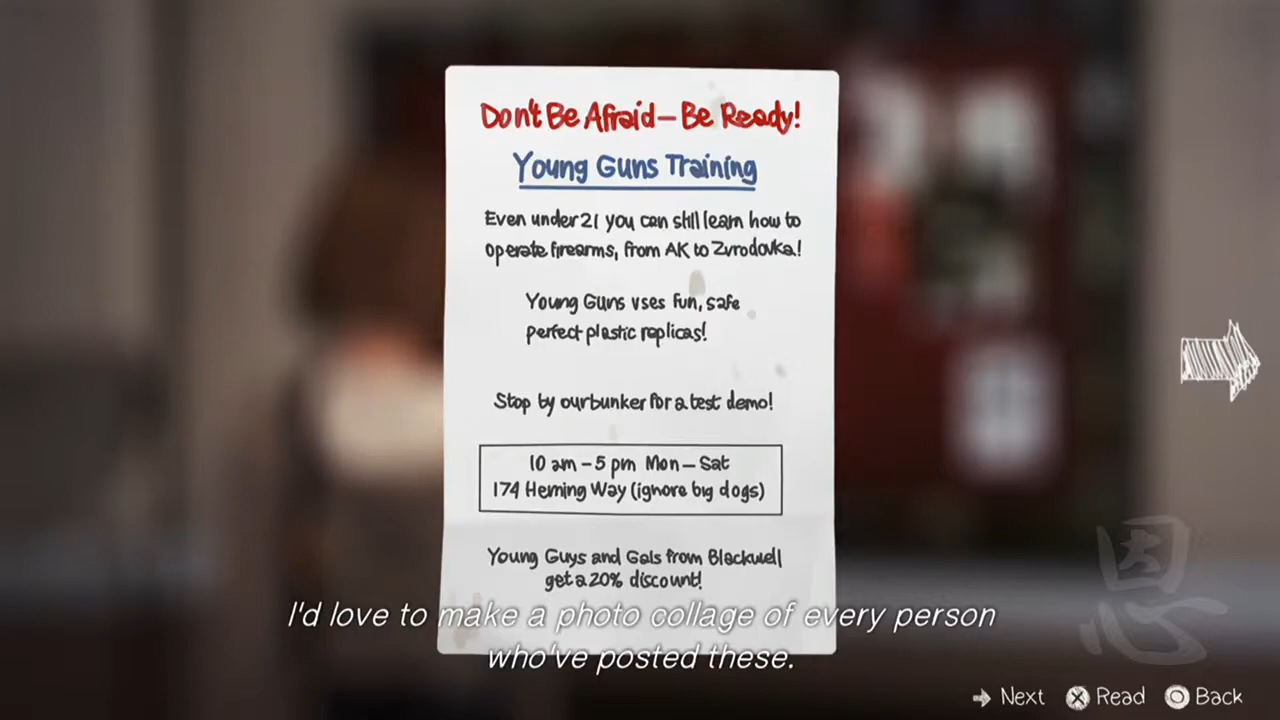 Don't Be Afraid—Be Ready!
Young Guns Training
Even under 21 you can still learn how to
operate firearms, from AK to Zvrodovka!
Young Guns uses fun, safe
perfect plastic replicas!
Stop by our bunker for a test demo!
10 am – 5 pm Mon – Sat
174 Heming Way (ignore big dogs)
Young Guys and Gals from Blackwell
get a 20% discount!
I'd love to make a photo collage of every person
who've posted these.
恩
心
Next Read Back